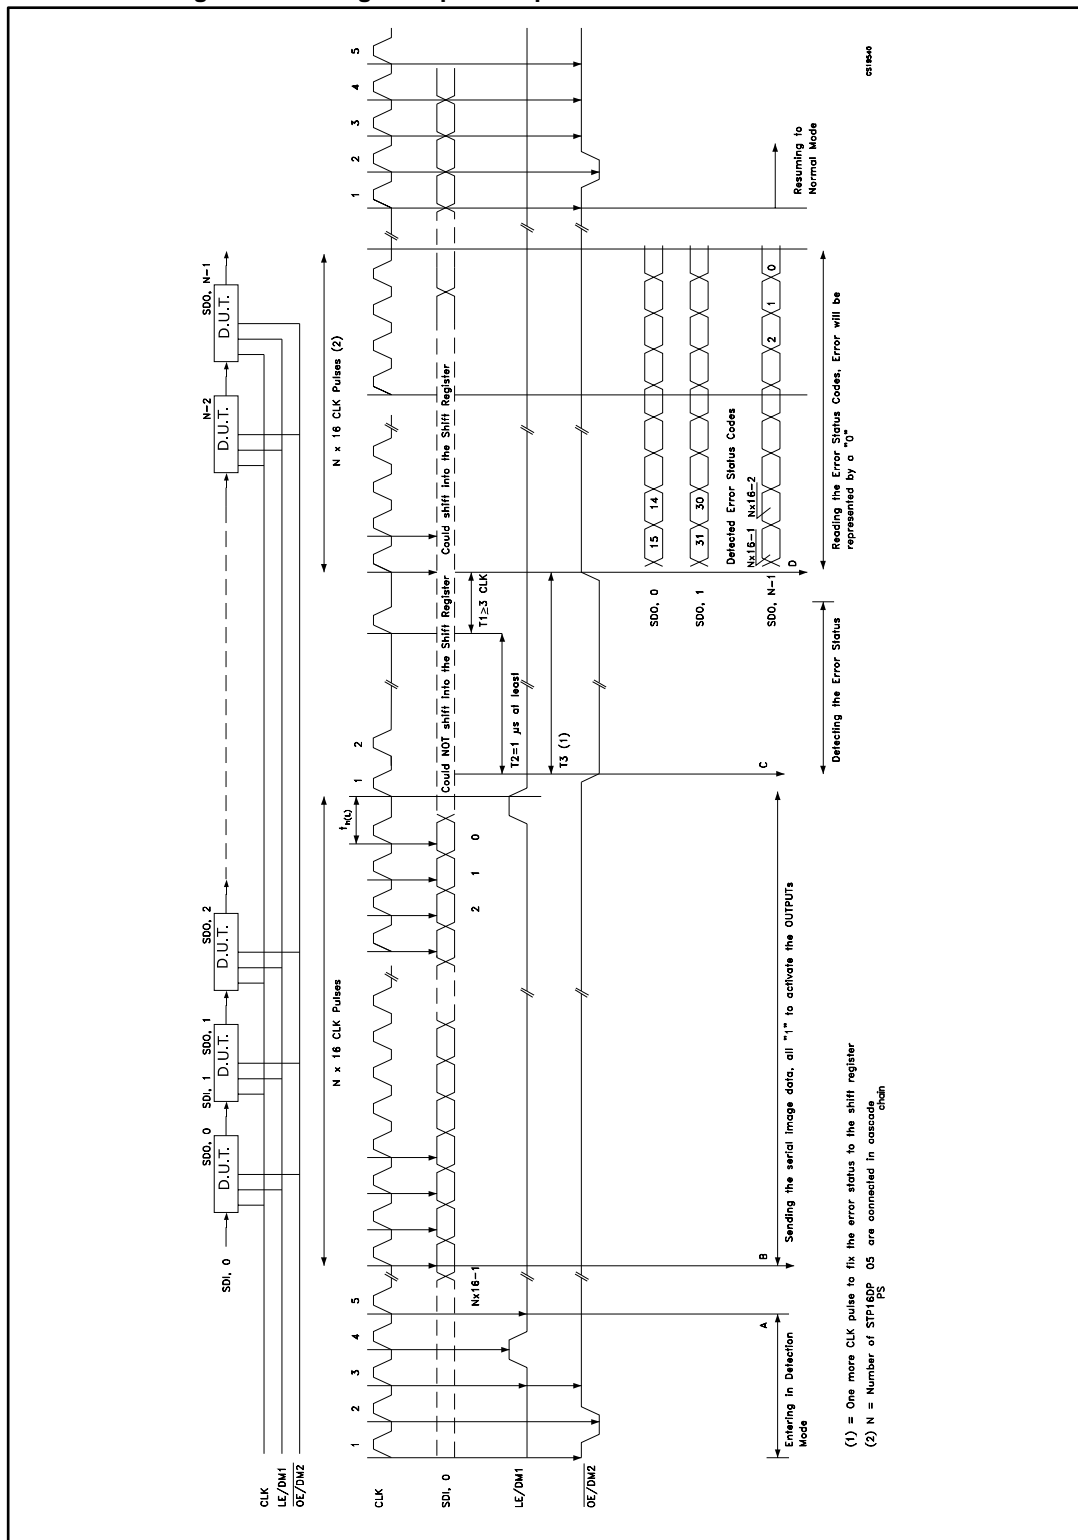 SDI, 0
D.U.T.
SDO, 0
SDI, 1
D.U.T.
SDO, 1
D.U.T.
SDO, 2
N-2
D.U.T.
D.U.T.
SDO, N-1
CLK
LE/DM1
OE/DM2
N x 16 CLK Pulses
N x 16 CLK Pulses (2)
CLK
1 2 3 4 5
1 2
1 2 3 4 5
th(L)
SDI, 0
Could NOT shift into the Shift Register
Could shift into the Shift Register
Nx16-1
2 1 0
T1≥3 CLK
LE/DM1
T2=1 μs at least
T3 (1)
OE/DM2
SDO, 0
15 14
SDO, 1
31 30
Detected Error Status Codes
Nx16-1 Nx16-2
SDO, N-1
2 1 0
A
B
C
D
Entering in Detection
Mode
Sending the serial image data, all "1" to activate the OUTPUTs
Detecting the Error Status
Reading the Error Status Codes, Error will be
represented by a "0"
Resuming to
Normal Mode
(1) = One more CLK pulse to fix the error status to the shift register
(2) N = Number of STP16DP 05 are connected in cascade
PS
chain
CS18540